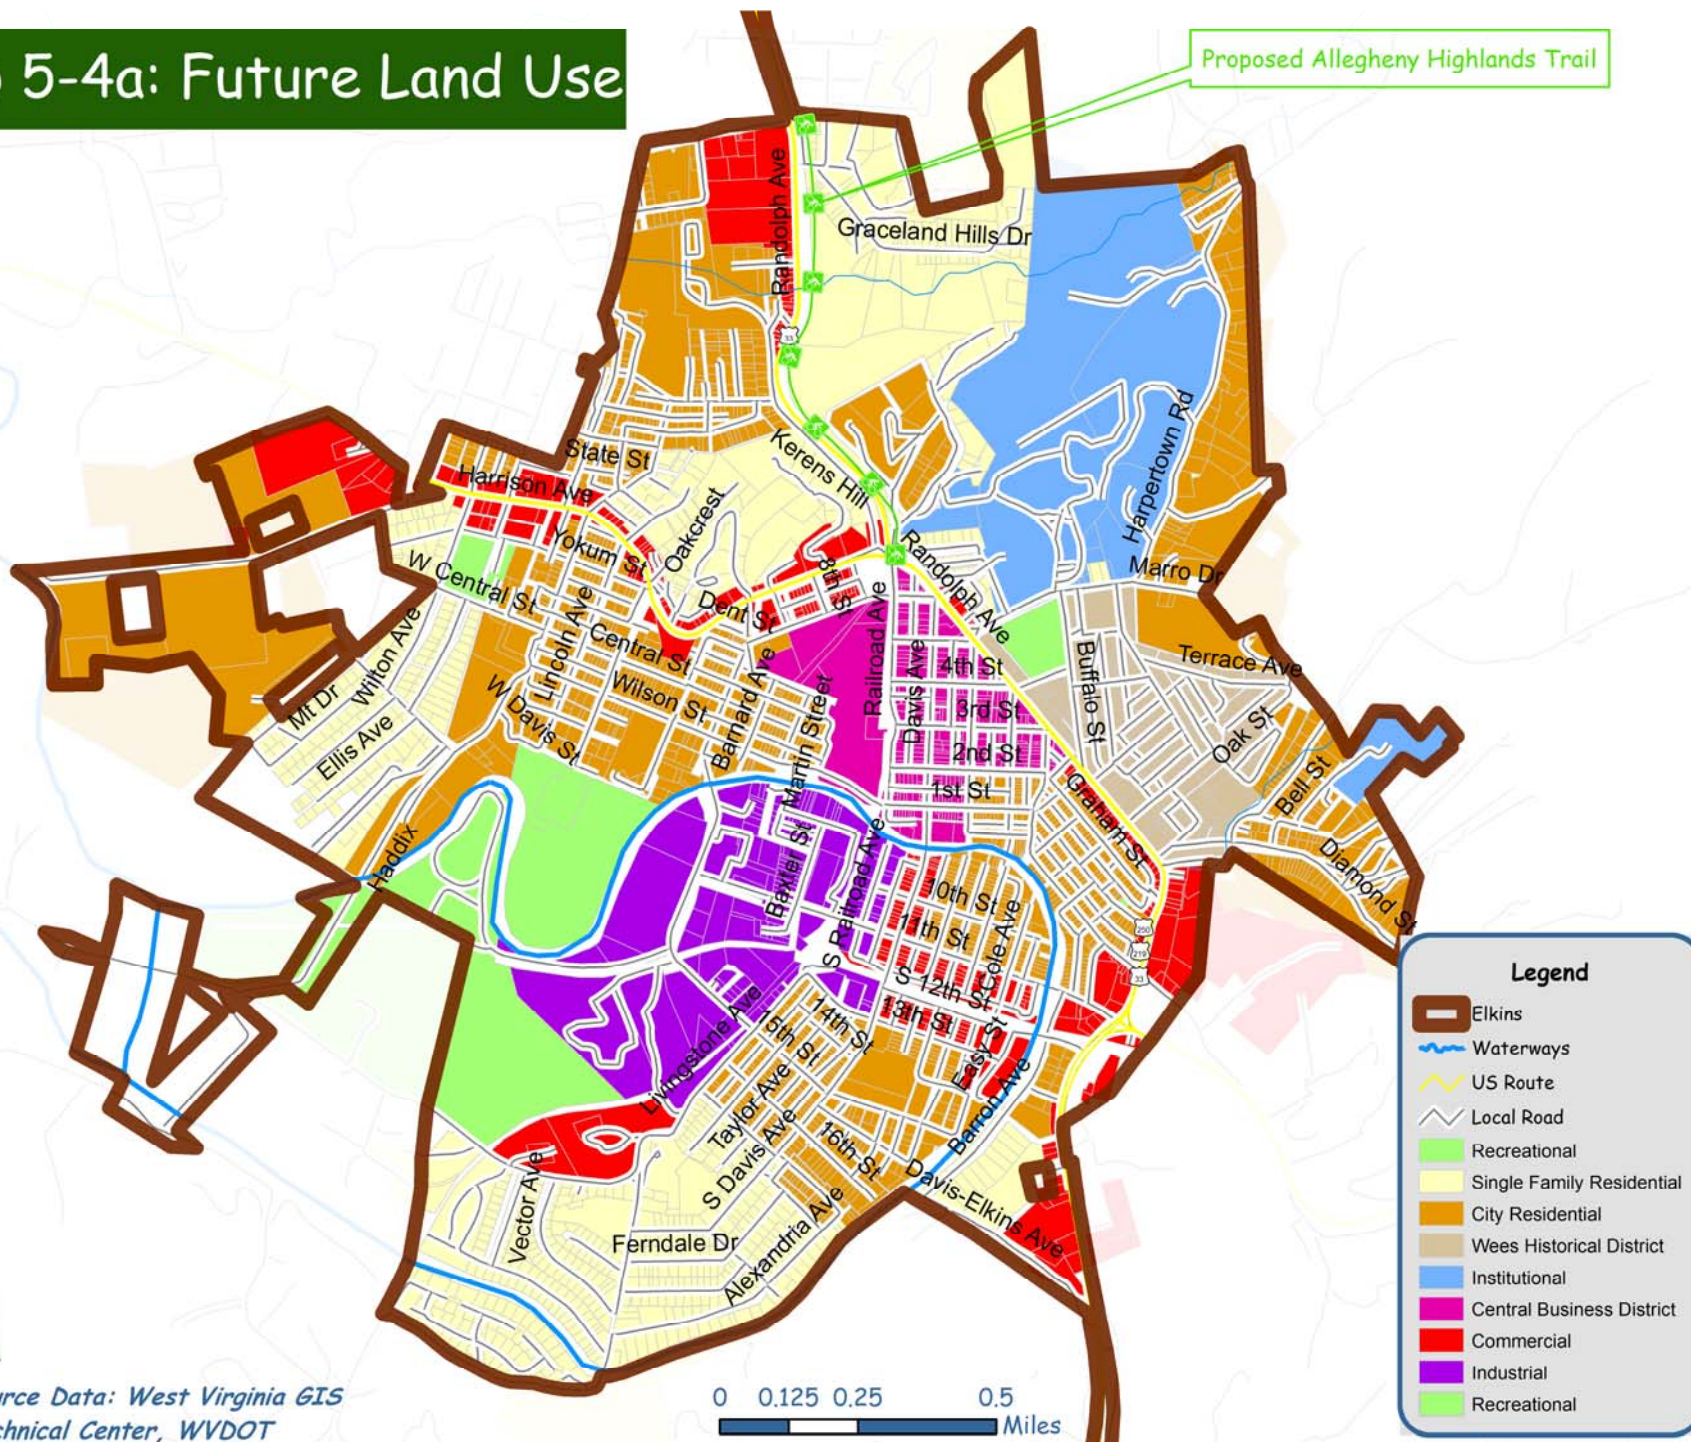 5-4a: Future Land Use
Proposed Allegheny Highlands Trail
Randolph Ave
Graceland Hills Dr
33
State St
Harrison Ave
Kerens Hill
Harpertown Rd
Oakcrest
Yokum St
W Central St
Randolph Ave
Marro Dr
8th St
Dent St
Lincoln Ave
Central St
Railroad Ave
Wilton Ave
Wilson St
Barnard Ave
Davis Ave
4th St
Buffalo St
Terrace Ave
Mt Dr
W Davis St
Martin Street
3rd St
Oak St
Ellis Ave
2nd St
1st St
Bell St
Graham St
Haddix
Baxter St
S Railroad Ave
10th St
Diamond St
11th St
Cole Ave
250
219
33
S 12th St
13th St
14th St
15th St
Livingstone Ave
Easy St
Taylor Ave
Barron Ave
16th St
S Davis Ave
Davis-Elkins Ave
Vector Ave
Ferndale Dr
Alexandria Ave
Legend
Elkins
Waterways
US Route
Local Road
Recreational
Single Family Residential
City Residential
Wees Historical District
Institutional
Central Business District
Commercial
Industrial
Recreational
0 0.125 0.25 0.5
Miles
rce Data: West Virginia GIS
chnical Center, WVDOT